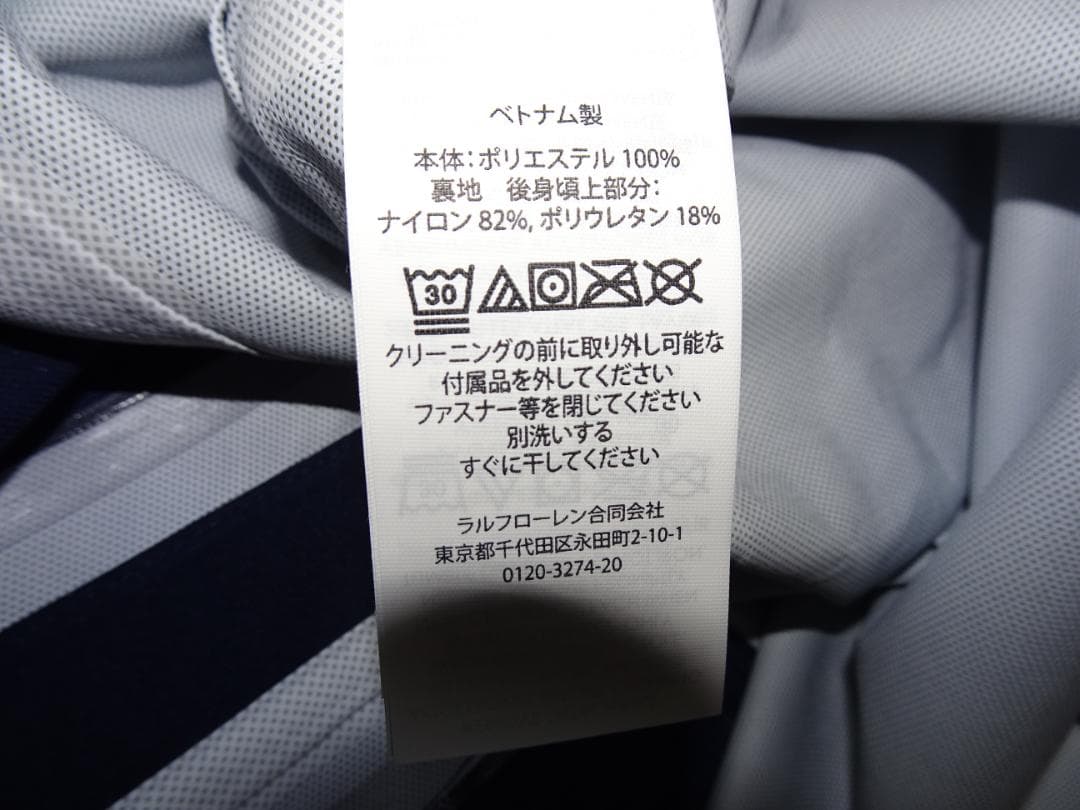 ベトナム製
本体：ポリエステル 100%
裏地　後身頃上部分：
ナイロン 82%, ポリウレタン 18%
30
クリーニングの前に取り外し可能な
付属品を外してください
ファスナー等を閉じてください
別洗いする
すぐに干してください
ラルフローレン合同会社
東京都千代田区永田町2-10-1
0120-3274-20